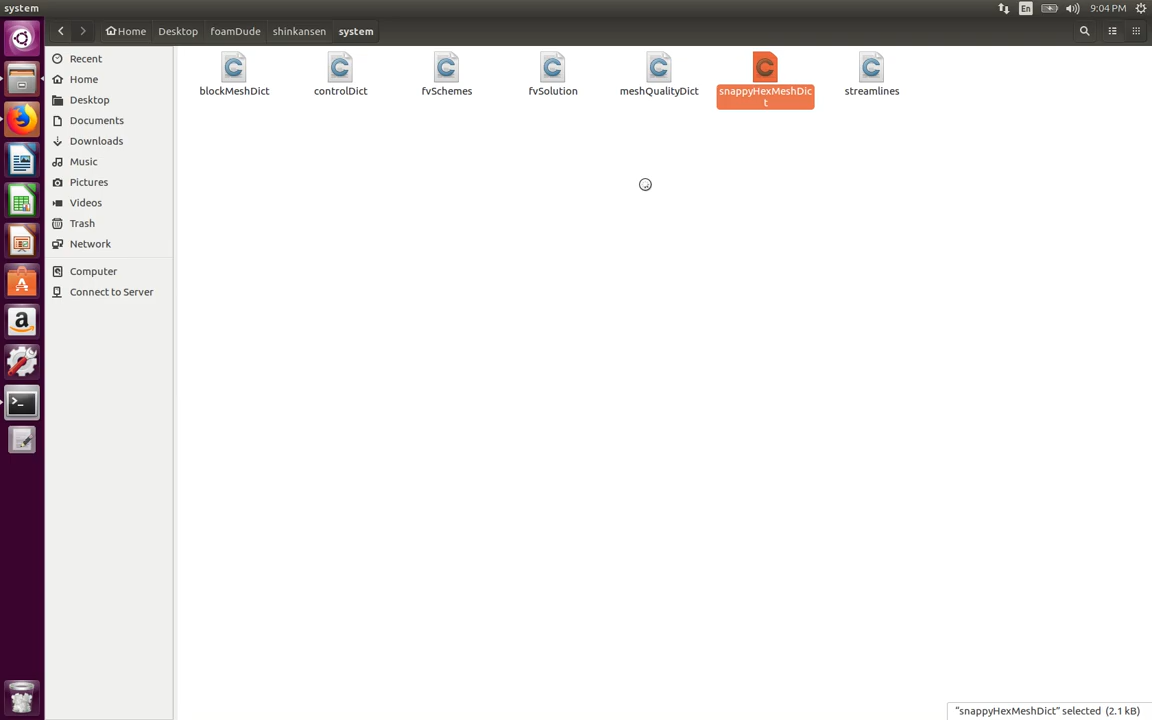 system
En
9:04 PM
Home
Desktop
foamDude
shinkansen
system
Recent
Home
Desktop
Documents
Downloads
Music
Pictures
Videos
Trash
Network
Computer
Connect to Server
blockMeshDict
controlDict
fvSchemes
fvSolution
meshQualityDict
snappyHexMeshDic
t
streamlines
"snappyHexMeshDict" selected (2.1 kB)